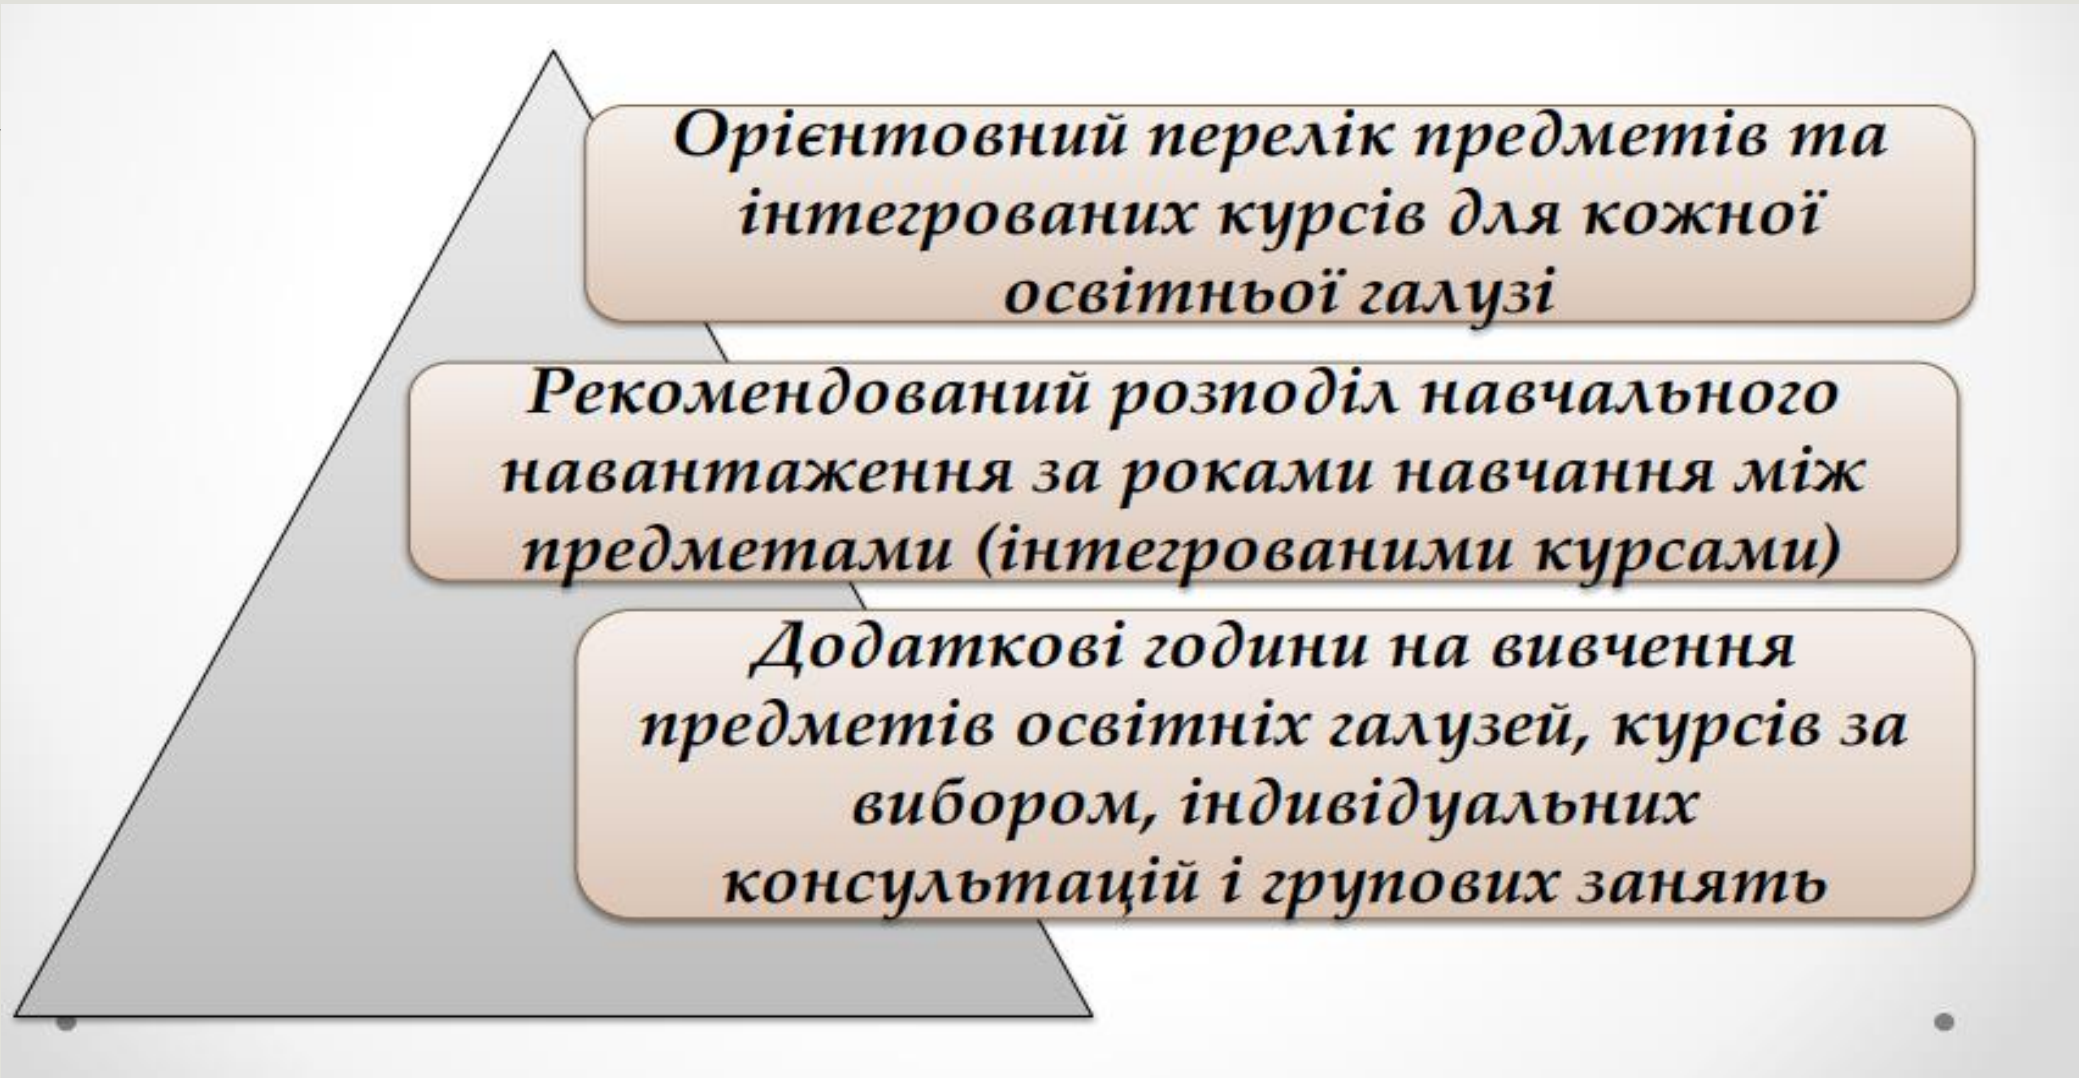 Орієнтовний перелік предметів та
інтегрованих курсів для кожної
освітньої галузі
Рекомендований розподіл навчального
навантаження за роками навчання між
предметами (інтегрованими курсами)
Додаткові години на вивчення
предметів освітніх галузей, курсів за
вибором, індивідуальних
консультацій і групових занять